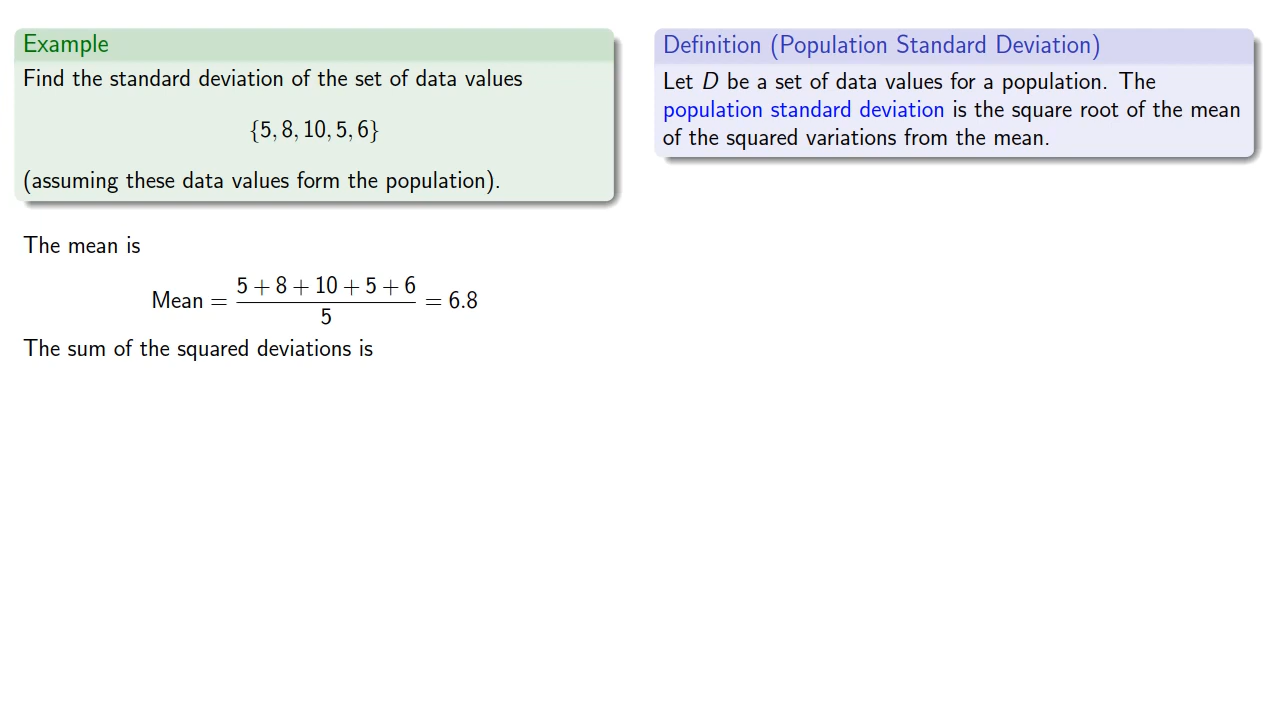 Example
Find the standard deviation of the set of data values
{5, 8, 10, 5, 6}
(assuming these data values form the population).
The mean is
Mean = (5 + 8 + 10 + 5 + 6) / 5 = 6.8
The sum of the squared deviations is
Definition (Population Standard Deviation)
Let D be a set of data values for a population. The
population standard deviation is the square root of the mean
of the squared variations from the mean.